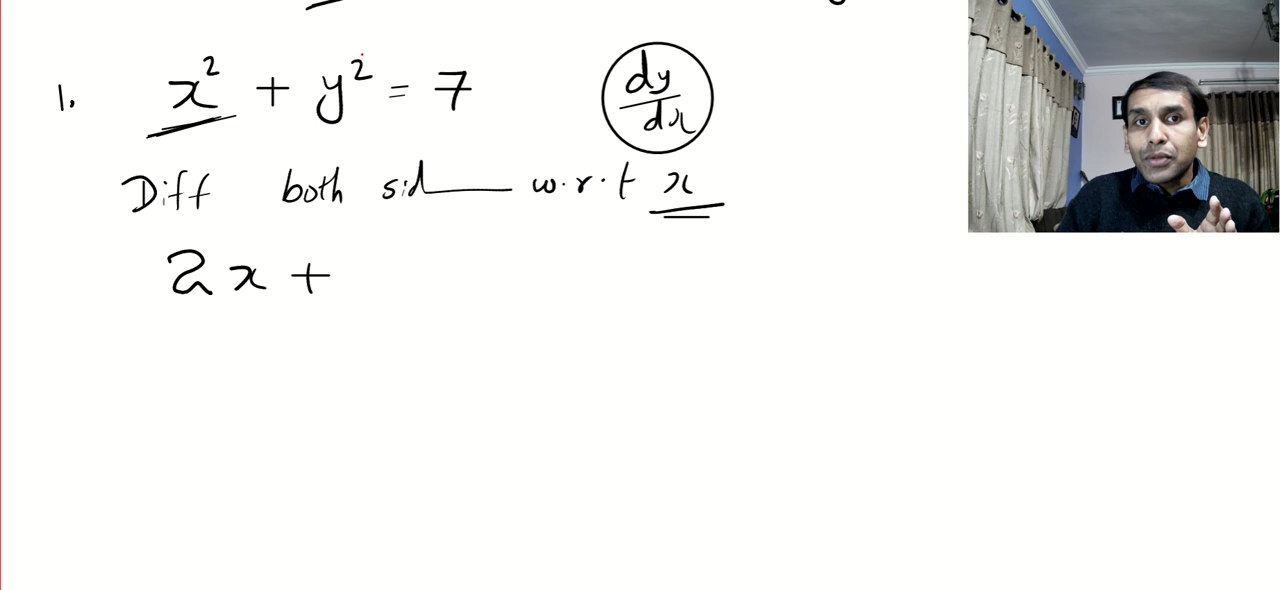 1. x² + y² = 7 dy/dx
Diff both sid w.r.t x
2x +